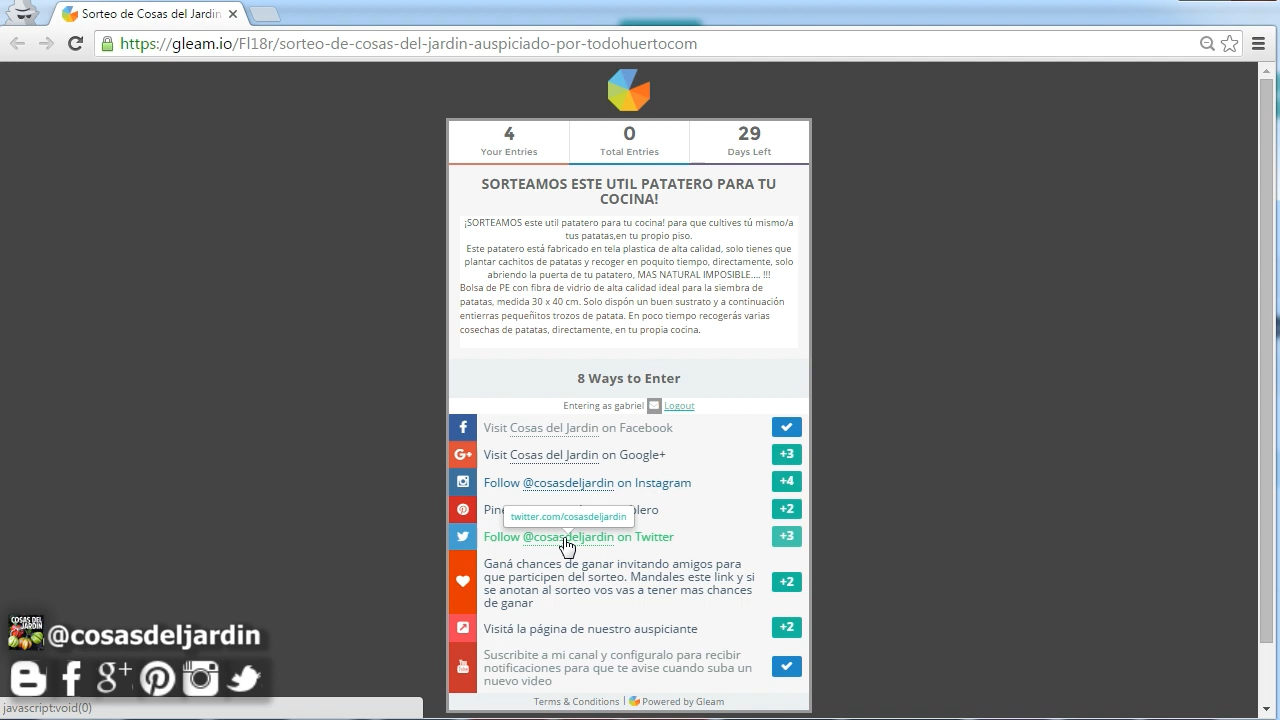 Sorteo de Cosas del Jardin
https://gleam.io/Fl18r/sorteo-de-cosas-del-jardin-auspiciado-por-todohuertocom
4 0 29
Your Entries Total Entries Days Left
SORTEAMOS ESTE UTIL PATATERO PARA TU
COCINA!
¡SORTEAMOS este util patatero para tu cocina! para que cultives tú mismo/a
tus patatas,en tu propio piso.
Este patatero está fabricado en tela plastica de alta calidad, solo tienes que
plantar cachitos de patatas y recoger en poquito tiempo, directamente, solo
abriendo la puerta de tu patatero, MAS NATURAL IMPOSIBLE.... !!!
Bolsa de PE con fibra de vidrio de alta calidad ideal para la siembra de
patatas, medida 30 x 40 cm. Solo dispón un buen sustrato y a continuación
entierras pequeñitos trozos de patata. En poco tiempo recogerás varias
cosechas de patatas, directamente, en tu propia cocina.
8 Ways to Enter
Entering as gabriel Logout
Visit Cosas del Jardin on Facebook
Visit Cosas del Jardin on Google+ +3
Follow @cosasdeljardin on Instagram +4
+2
twitter.com/cosasdeljardin
Follow @cosasdeljardin on Twitter +3
Ganá chances de ganar invitando amigos para
que participen del sorteo. Mandales este link y si
se anotan al sorteo vos vas a tener mas chances
de ganar
+2
Visitá la página de nuestro auspiciante +2
Suscribite a mi canal y configuralo para recibir
notificaciones para que te avise cuando suba un
nuevo video
Terms & Conditions | Powered by Gleam
COSAS DEL JARDIN
@cosasdeljardin
javascript:void(0)